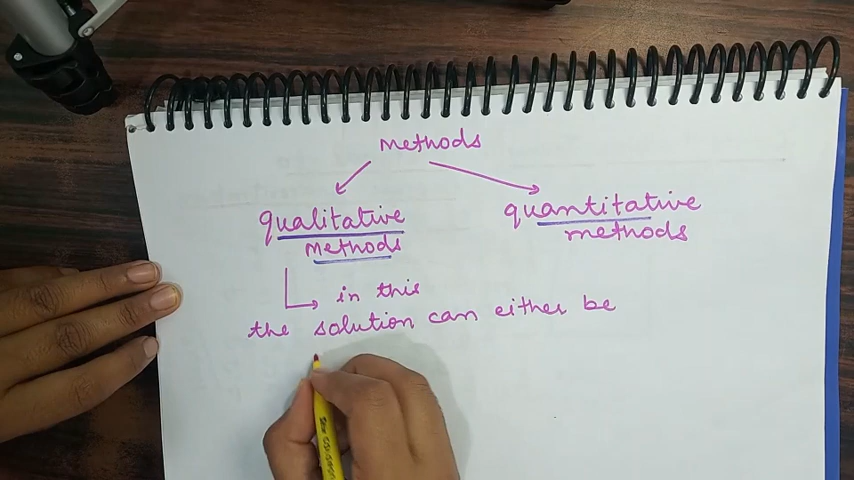 methods
qualitative quantitative
methods methods
in this
the solution can either be